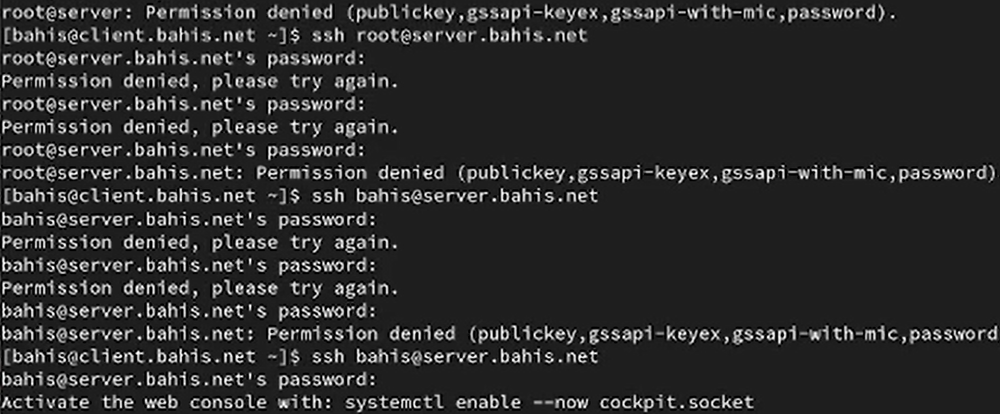 root@server: Permission denied (publickey,gssapi-keyex,gssapi-with-mic,password).
[bahis@client.bahis.net ~]$ ssh root@server.bahis.net
root@server.bahis.net's password:
Permission denied, please try again.
root@server.bahis.net's password:
Permission denied, please try again.
root@server.bahis.net's password:
root@server.bahis.net: Permission denied (publickey,gssapi-keyex,gssapi-with-mic,password)
[bahis@client.bahis.net ~]$ ssh bahis@server.bahis.net
bahis@server.bahis.net's password:
Permission denied, please try again.
bahis@server.bahis.net's password:
Permission denied, please try again.
bahis@server.bahis.net's password:
bahis@server.bahis.net: Permission denied (publickey,gssapi-keyex,gssapi-with-mic,password
[bahis@client.bahis.net ~]$ ssh bahis@server.bahis.net
bahis@server.bahis.net's password:
Activate the web console with: systemctl enable --now cockpit.socket